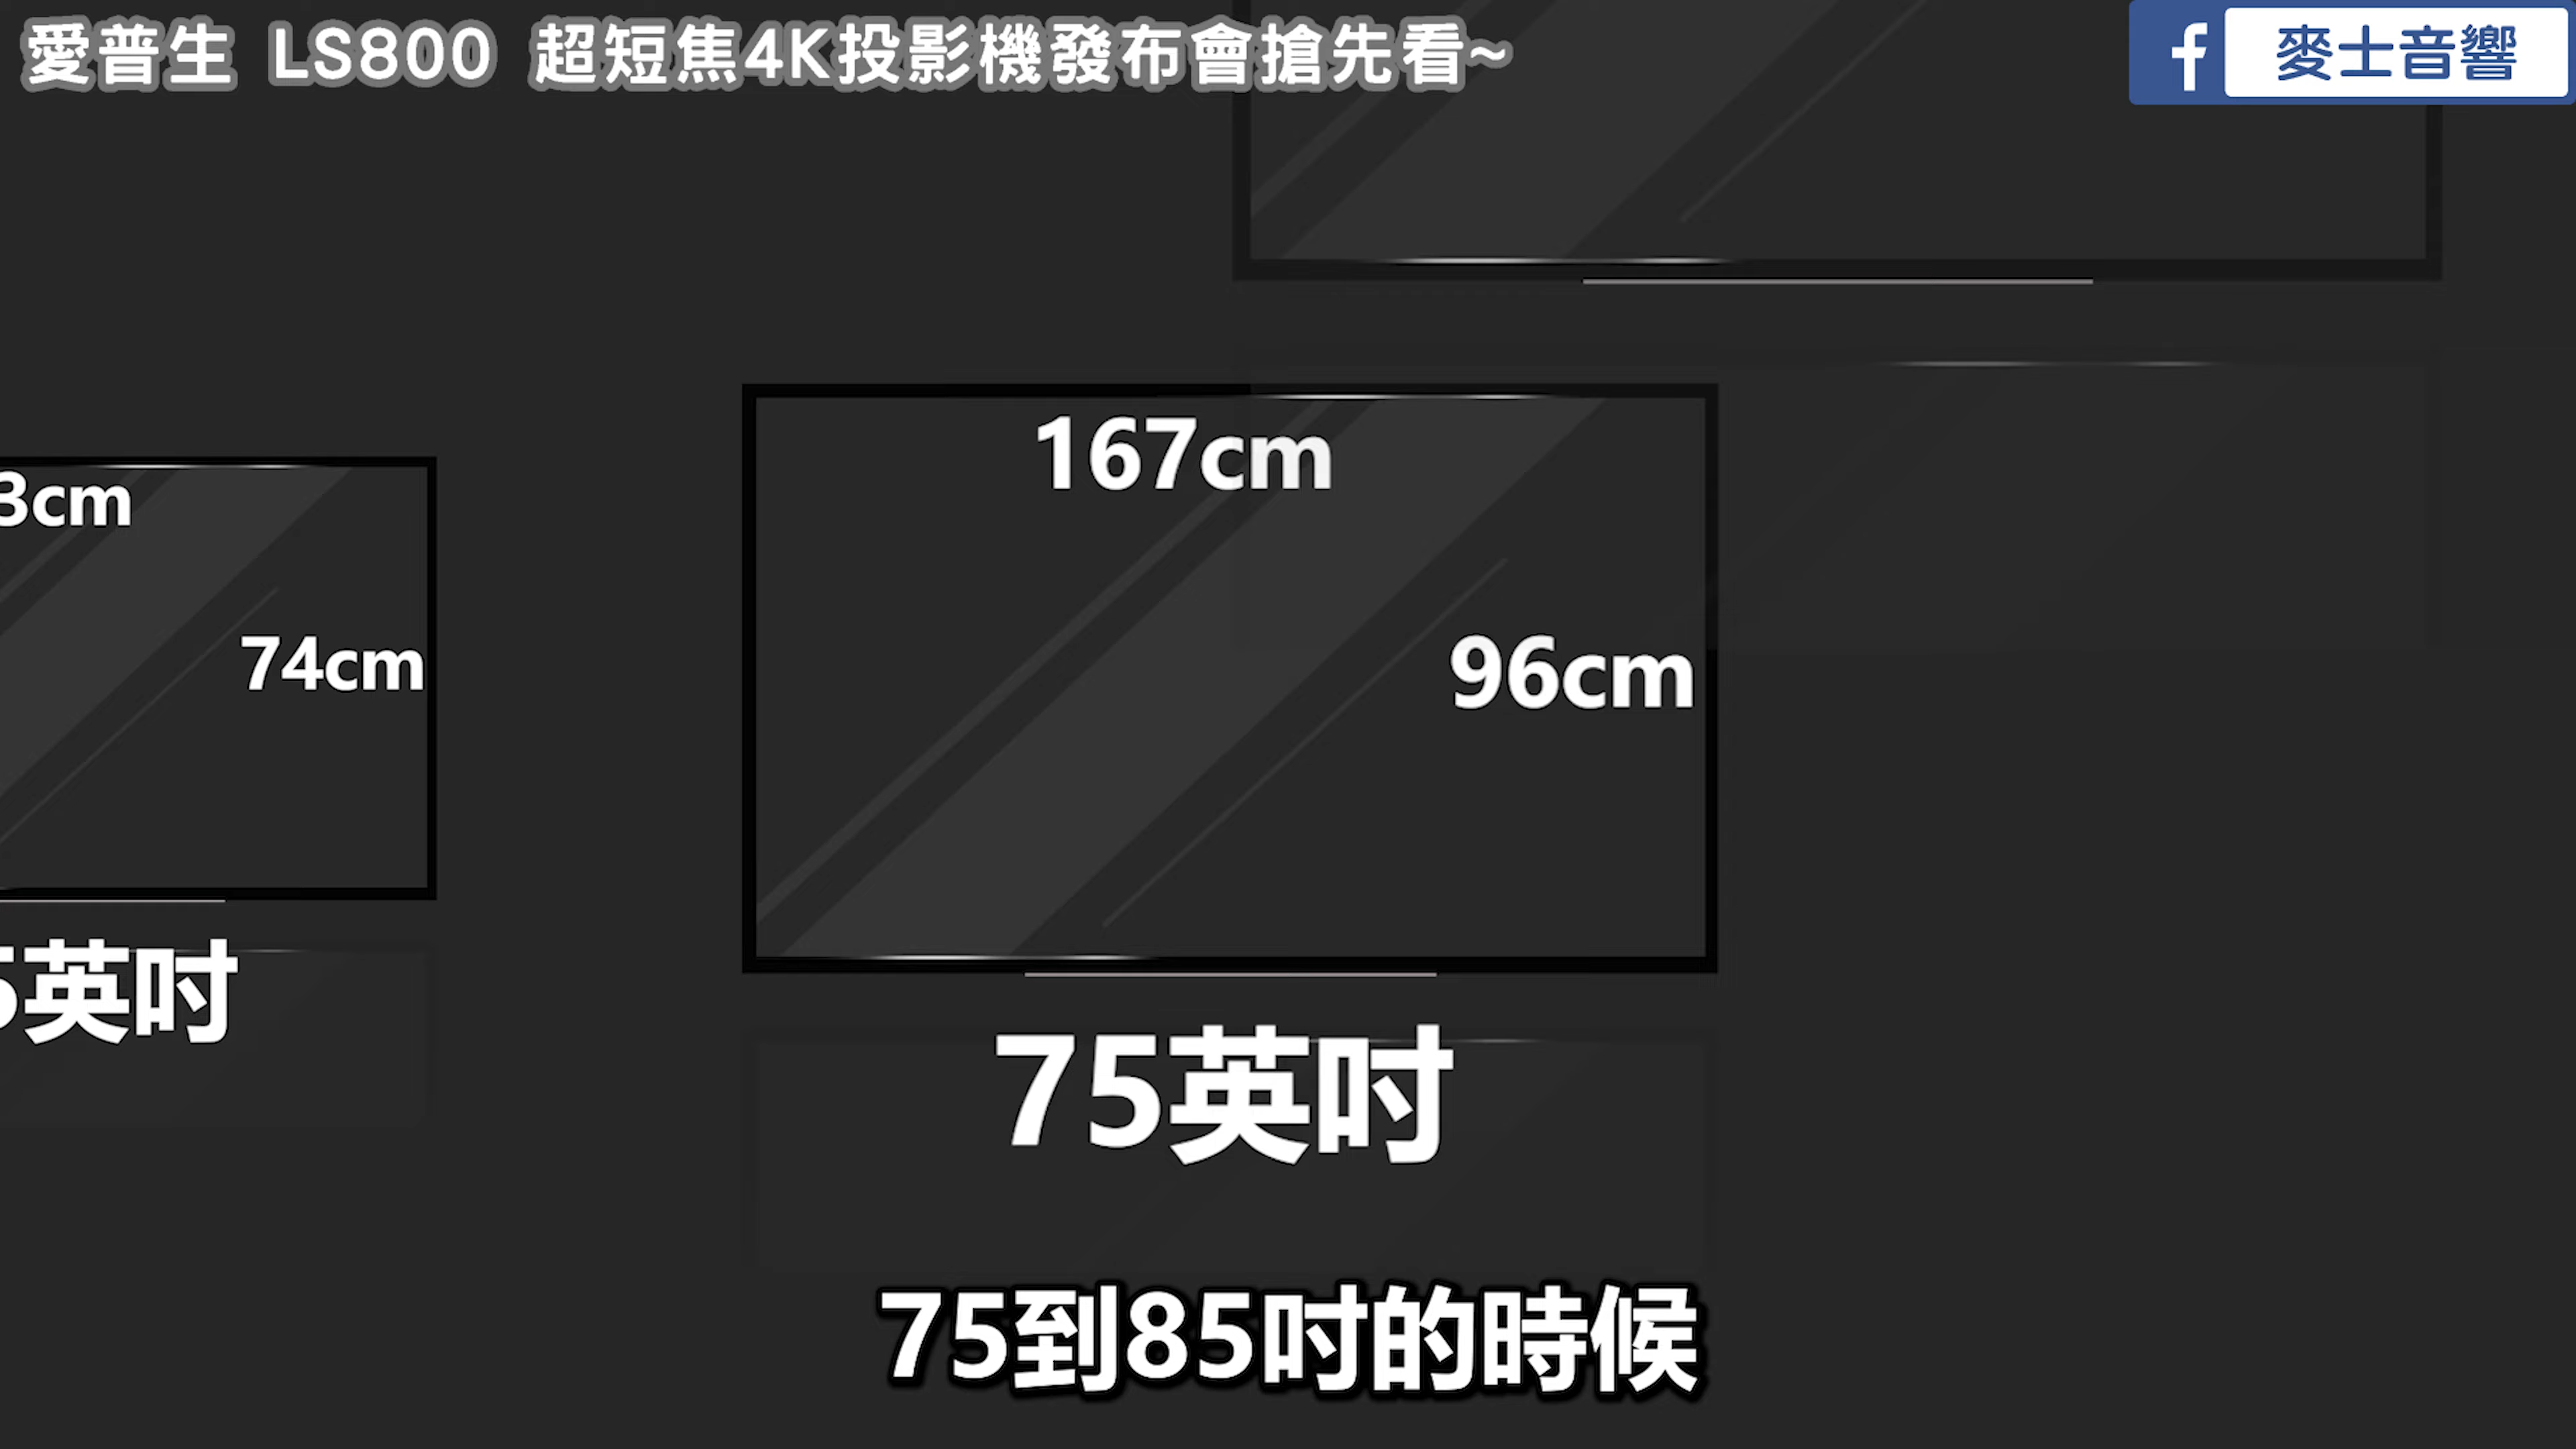 愛普生 LS800 超短焦4K投影機發布會搶先看~
f 麥士音響
167cm
3cm
96cm
74cm
5英吋
75英吋
75到85吋的時候